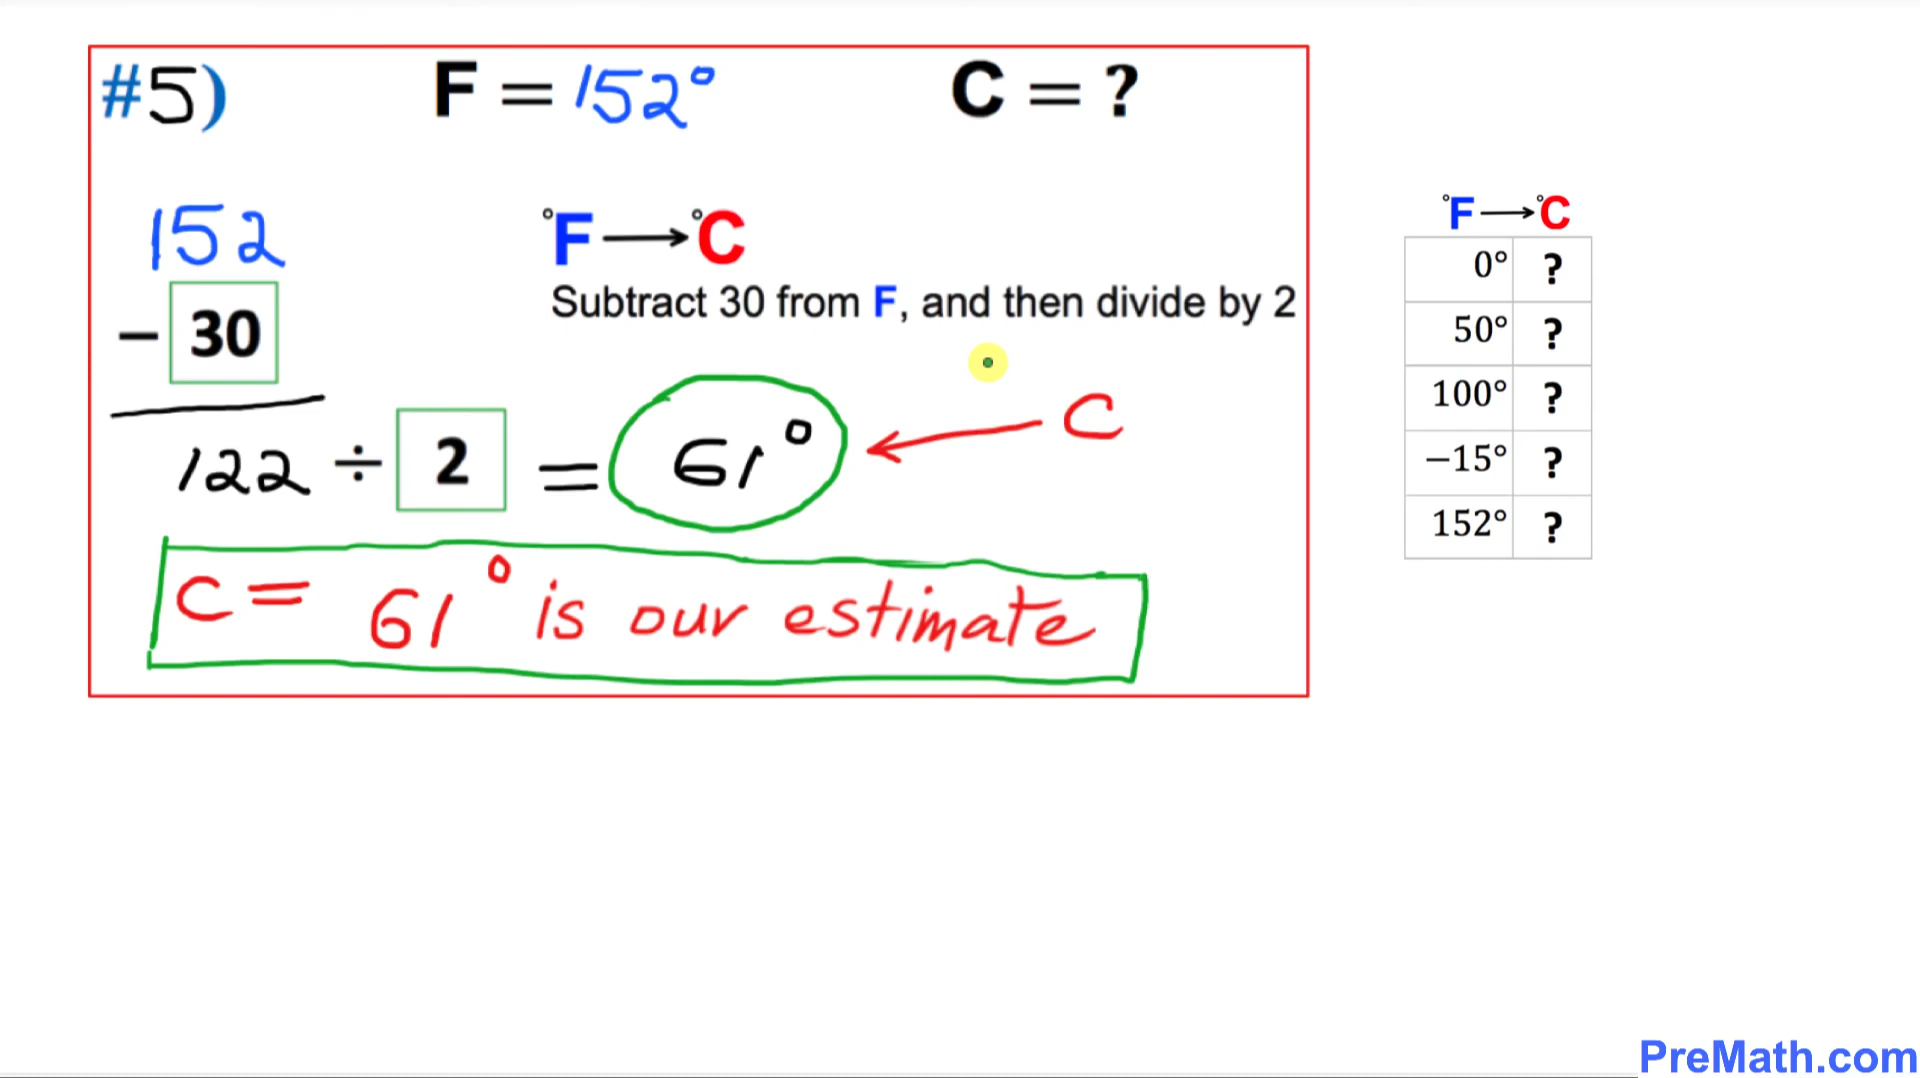 #5) F = 152° C = ?
152
°F → °C
Subtract 30 from F, and then divide by 2
− 30
C
122 ÷ 2 = 61°
C = 61° is our estimate
°F → °C
0° ?
50° ?
100° ?
−15° ?
152° ?
PreMath.com